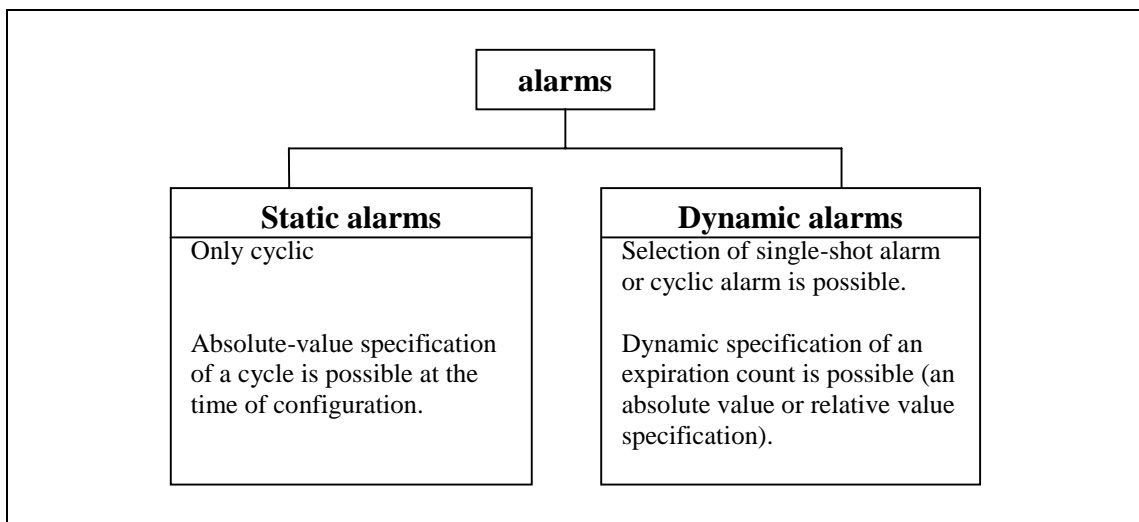 alarms
Static alarms
Only cyclic
Absolute-value specification
of a cycle is possible at the
time of configuration.
Dynamic alarms
Selection of single-shot alarm
or cyclic alarm is possible.
Dynamic specification of an
expiration count is possible (an
absolute value or relative value
specification).